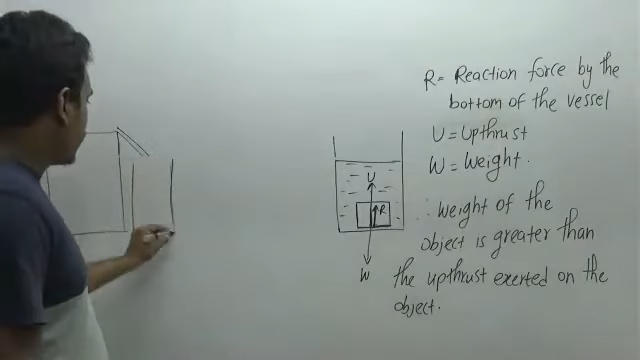 R = Reaction force by the
bottom of the vessel
U = Upthrust
W = Weight.
∴ Weight of the
object is greater than
the upthrust exerted on the
object.
U
R
W